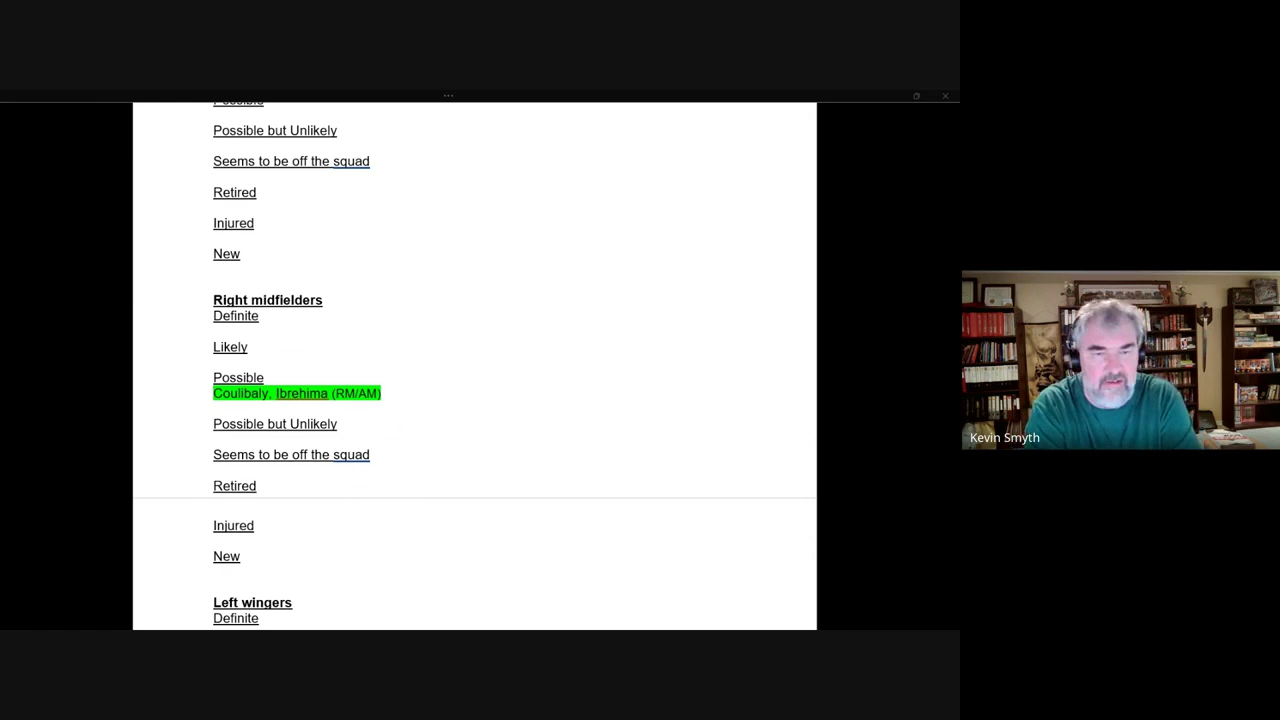 Possible
Possible but Unlikely
Seems to be off the squad
Retired
Injured
New
Right midfielders
Definite
Likely
Possible
Coulibaly, Ibrehima (RM/AM)
Possible but Unlikely
Seems to be off the squad
Retired
Injured
New
Left wingers
Definite
Kevin Smyth